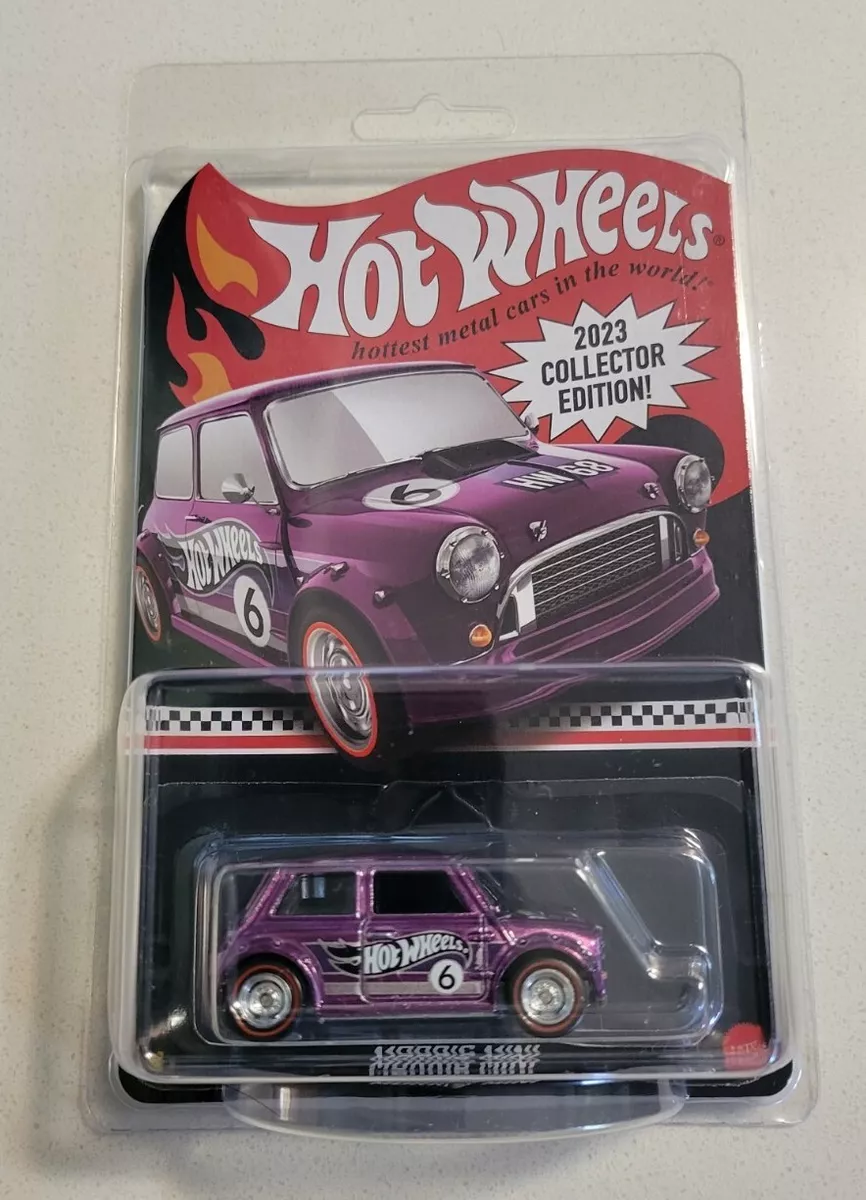 Hot Wheels®
hottest metal cars in the world!™
2023
COLLECTOR
EDITION!
6
HW 68
Hot Wheels
6
Hot Wheels
6